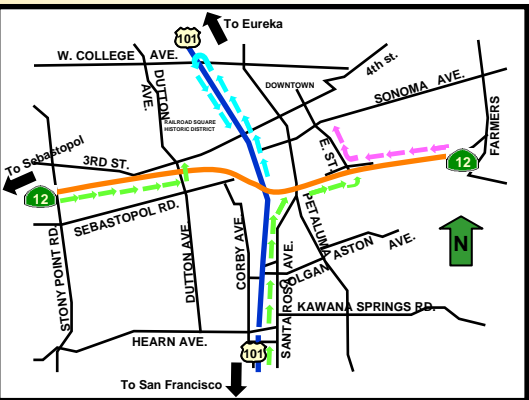 To Eureka
101
W. COLLEGE AVE.
4th st.
DUTTON AVE.
DOWNTOWN
SONOMA AVE.
RAILROAD SQUARE
HISTORIC DISTRICT
FARMERS
To Sebastopol
3RD ST.
E. ST.
12
12
SEBASTOPOL RD.
STONY POINT RD.
DUTTON AVE.
CORBY AVE.
SANTA ROSA AVE.
PETALUMA
COLGAN ASTON AVE.
N
KAWANA SPRINGS RD.
HEARN AVE.
101
To San Francisco